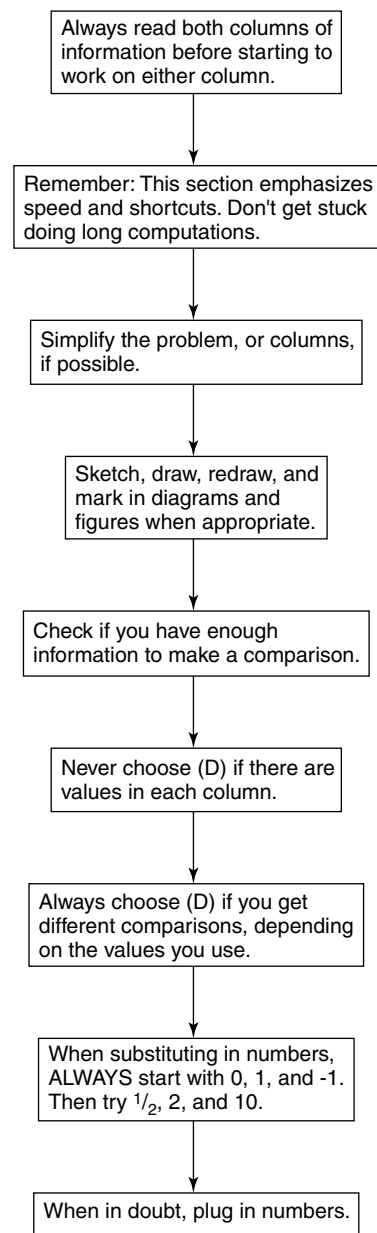 Always read both columns of
information before starting to
work on either column.
Remember: This section emphasizes
speed and shortcuts. Don't get stuck
doing long computations.
Simplify the problem, or columns,
if possible.
Sketch, draw, redraw, and
mark in diagrams and
figures when appropriate.
Check if you have enough
information to make a comparison.
Never choose (D) if there are
values in each column.
Always choose (D) if you get
different comparisons, depending
on the values you use.
When substituting in numbers,
ALWAYS start with 0, 1, and -1.
Then try 1/2, 2, and 10.
When in doubt, plug in numbers.